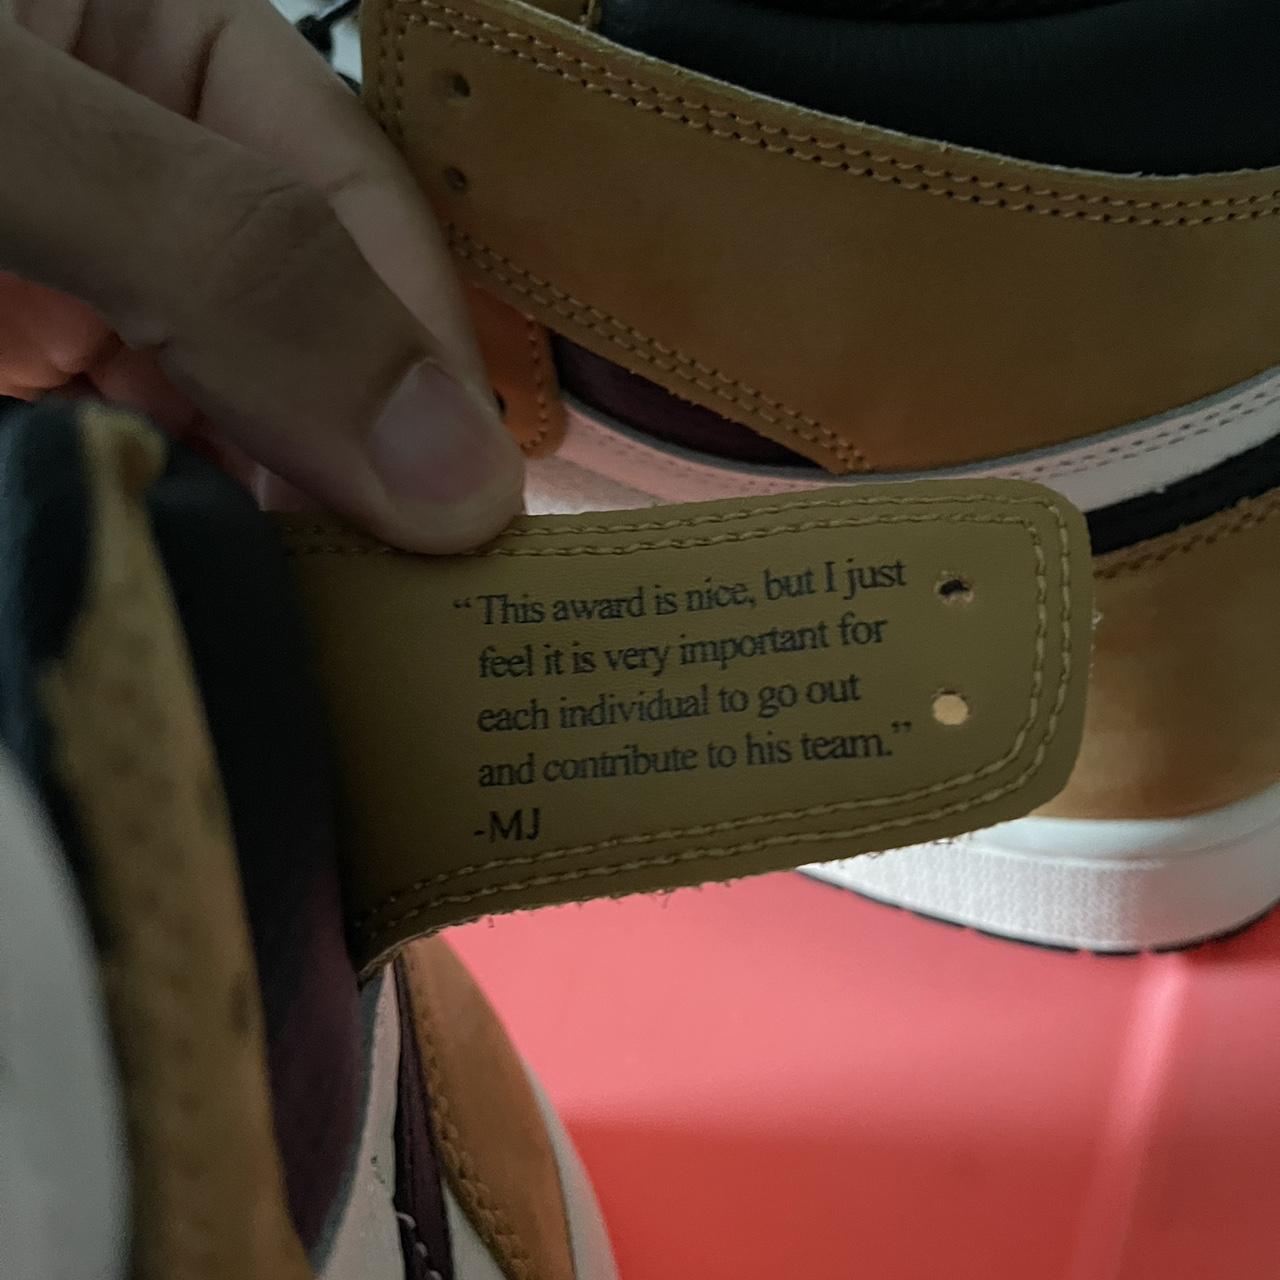 “This award is nice, but I just
feel it is very important for
each individual to go out
and contribute to his team.”
-MJ